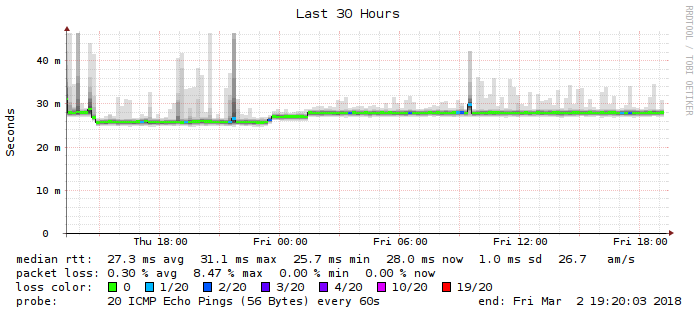 Last 30 Hours
RRDTOOL / TOBI OETIKER
Seconds
40 m
30 m
20 m
10 m
0
Thu 18:00 Fri 00:00 Fri 06:00 Fri 12:00 Fri 18:00
median rtt: 27.3 ms avg 31.1 ms max 25.7 ms min 28.0 ms now 1.0 ms sd 26.7 am/s
packet loss: 0.30 % avg 8.47 % max 0.00 % min 0.00 % now
loss color: 0 1/20 2/20 3/20 4/20 10/20 19/20
probe: 20 ICMP Echo Pings (56 Bytes) every 60s end: Fri Mar 2 19:20:03 2018